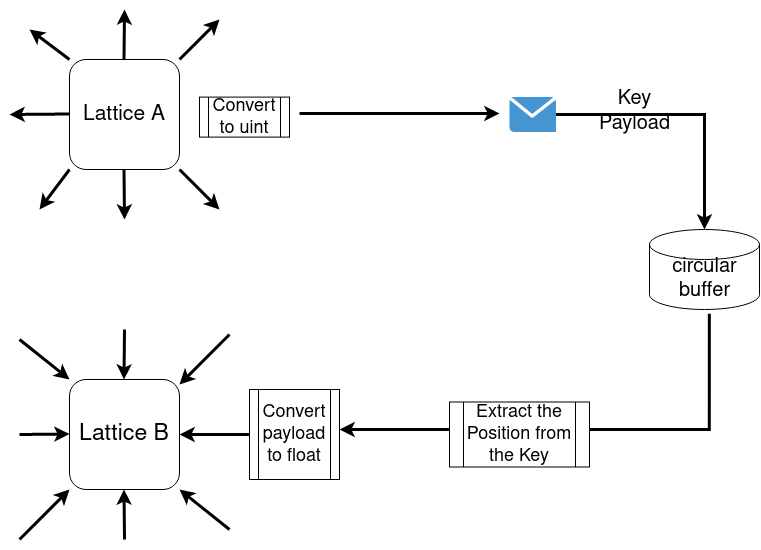 Lattice A
Convert
to uint
Key
Payload
circular
buffer
Lattice B
Convert
payload
to float
Extract the
Position from
the Key